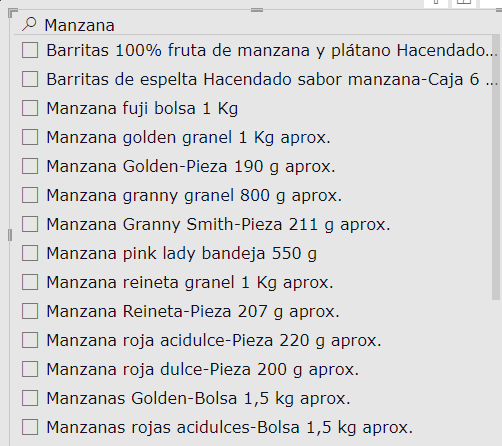 Manzana
Barritas 100% fruta de manzana y plátano Hacendado...
Barritas de espelta Hacendado sabor manzana-Caja 6 ...
Manzana fuji bolsa 1 Kg
Manzana golden granel 1 Kg aprox.
Manzana Golden-Pieza 190 g aprox.
Manzana granny granel 800 g aprox.
Manzana Granny Smith-Pieza 211 g aprox.
Manzana pink lady bandeja 550 g
Manzana reineta granel 1 Kg aprox.
Manzana Reineta-Pieza 207 g aprox.
Manzana roja acidulce-Pieza 220 g aprox.
Manzana roja dulce-Pieza 200 g aprox.
Manzanas Golden-Bolsa 1,5 kg aprox.
Manzanas rojas acidulces-Bolsa 1,5 kg aprox.